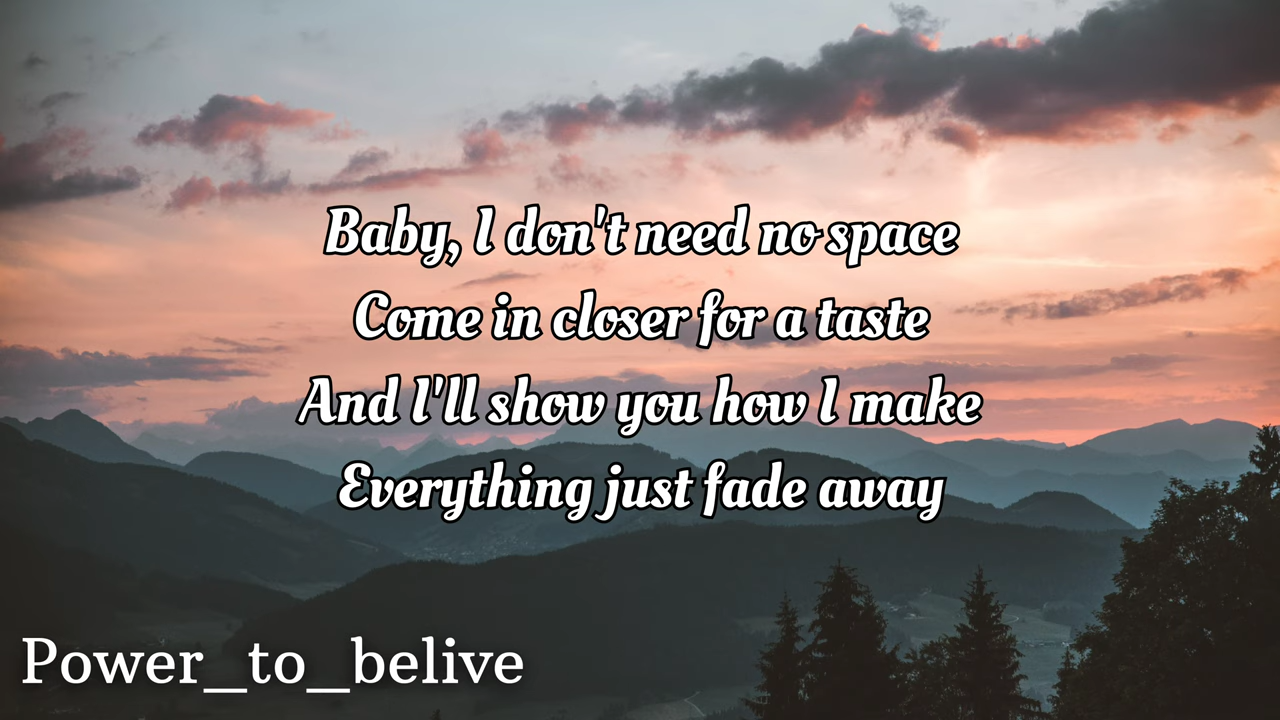 Baby, I don't need no space
Come in closer for a taste
And I'll show you how I make
Everything just fade away
Power_to_belive